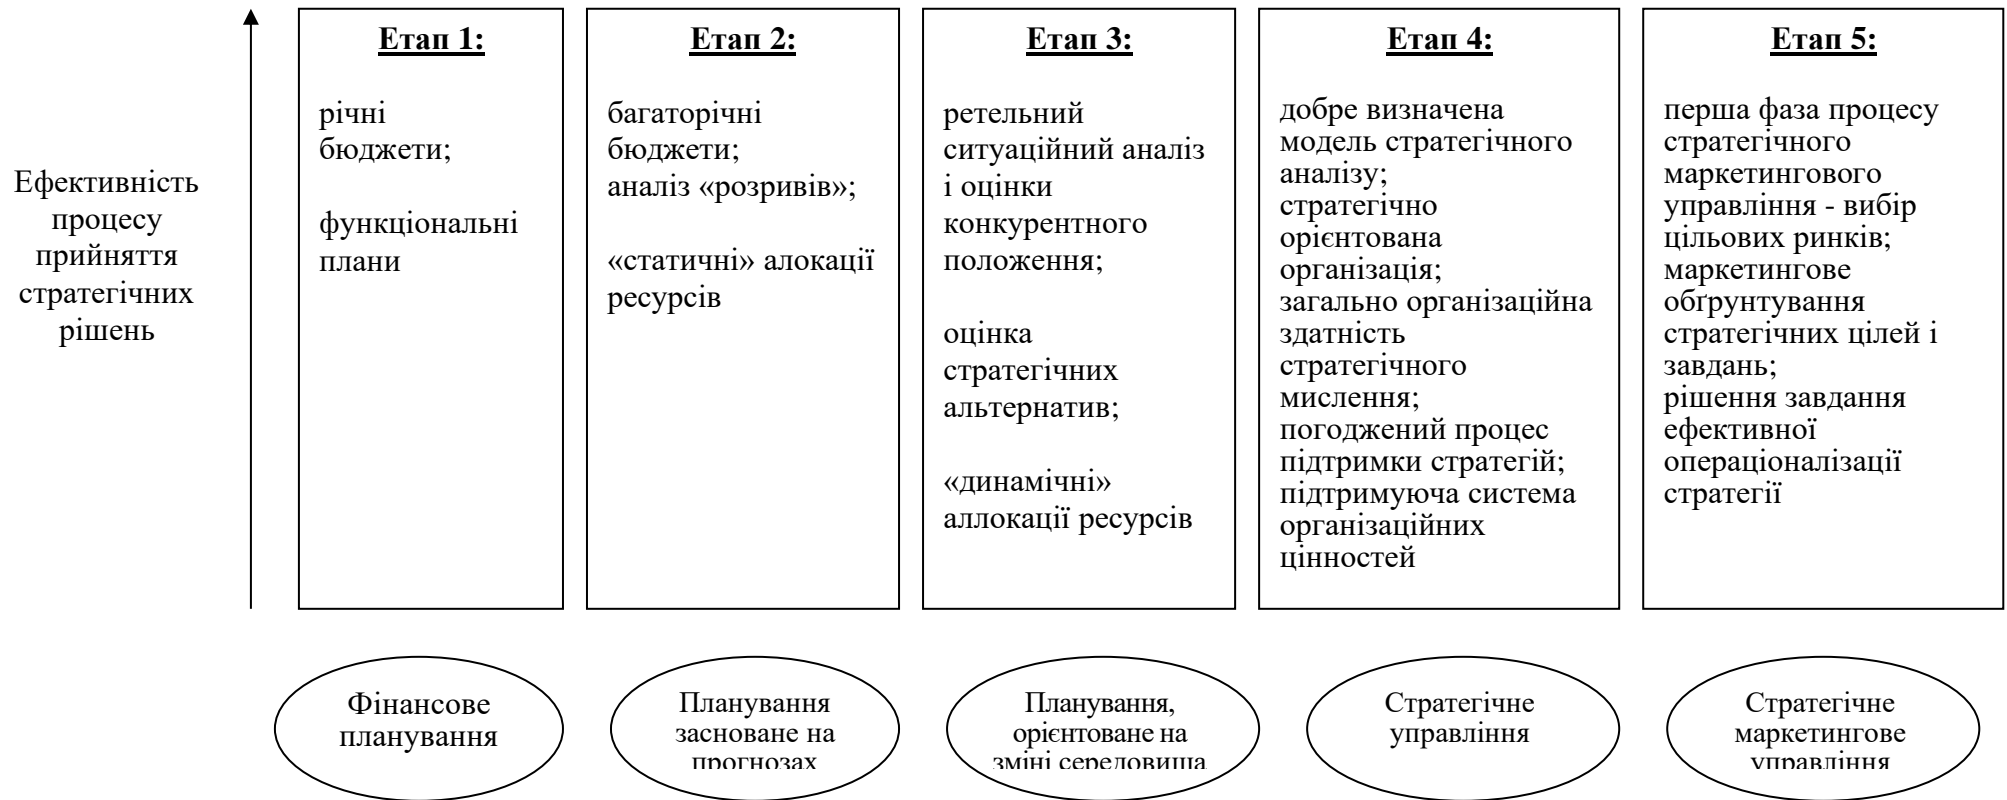 Ефективність
процесу
прийняття
стратегічних
рішень
Етап 1:
річні
бюджети;
функціональні
плани
Етап 2:
багаторічні
бюджети;
аналіз «розривів»;
«статичні» алокації
ресурсів
Етап 3:
ретельний
ситуаційний аналіз
і оцінки
конкурентного
положення;
оцінка
стратегічних
альтернатив;
«динамічні»
аллокації ресурсів
Етап 4:
добре визначена
модель стратегічного
аналізу;
стратегічно
орієнтована
організація;
загально організаційна
здатність
стратегічного
мислення;
погоджений процес
підтримки стратегій;
підтримуюча система
організаційних
цінностей
Етап 5:
перша фаза процесу
стратегічного
маркетингового
управління - вибір
цільових ринків;
маркетингове
обґрунтування
стратегічних цілей і
завдань;
рішення завдання
ефективної
операціоналізації
стратегії
Фінансове
планування
Планування
засноване на
прогнозах
Планування,
орієнтоване на
зміні середовища
Стратегічне
управління
Стратегічне
маркетингове
управління